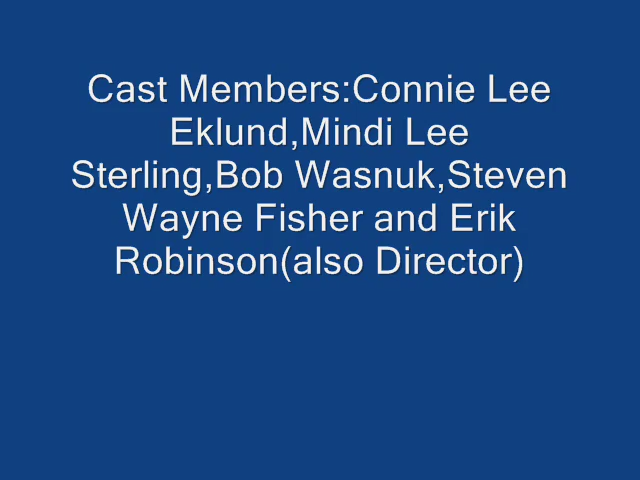 Cast Members:Connie Lee
Eklund,Mindi Lee
Sterling,Bob Wasnuk,Steven
Wayne Fisher and Erik
Robinson(also Director)